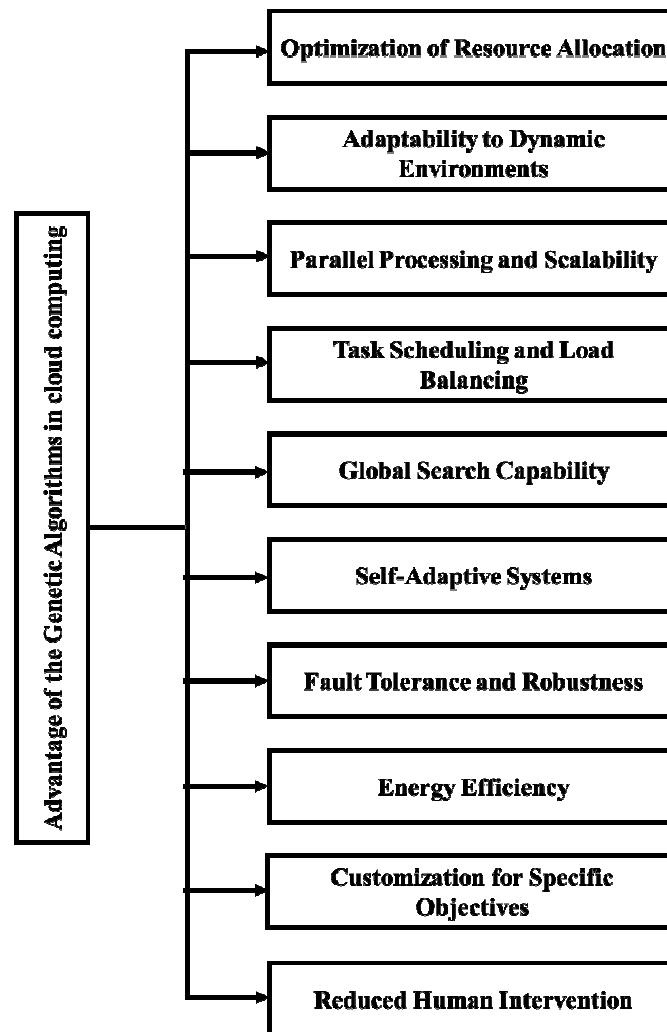 Optimization of Resource Allocation
Adaptability to Dynamic
Environments
Parallel Processing and Scalability
Task Scheduling and Load
Balancing
Global Search Capability
Self-Adaptive Systems
Fault Tolerance and Robustness
Energy Efficiency
Customization for Specific
Objectives
Reduced Human Intervention
Advantage of the Genetic Algorithms in cloud computing